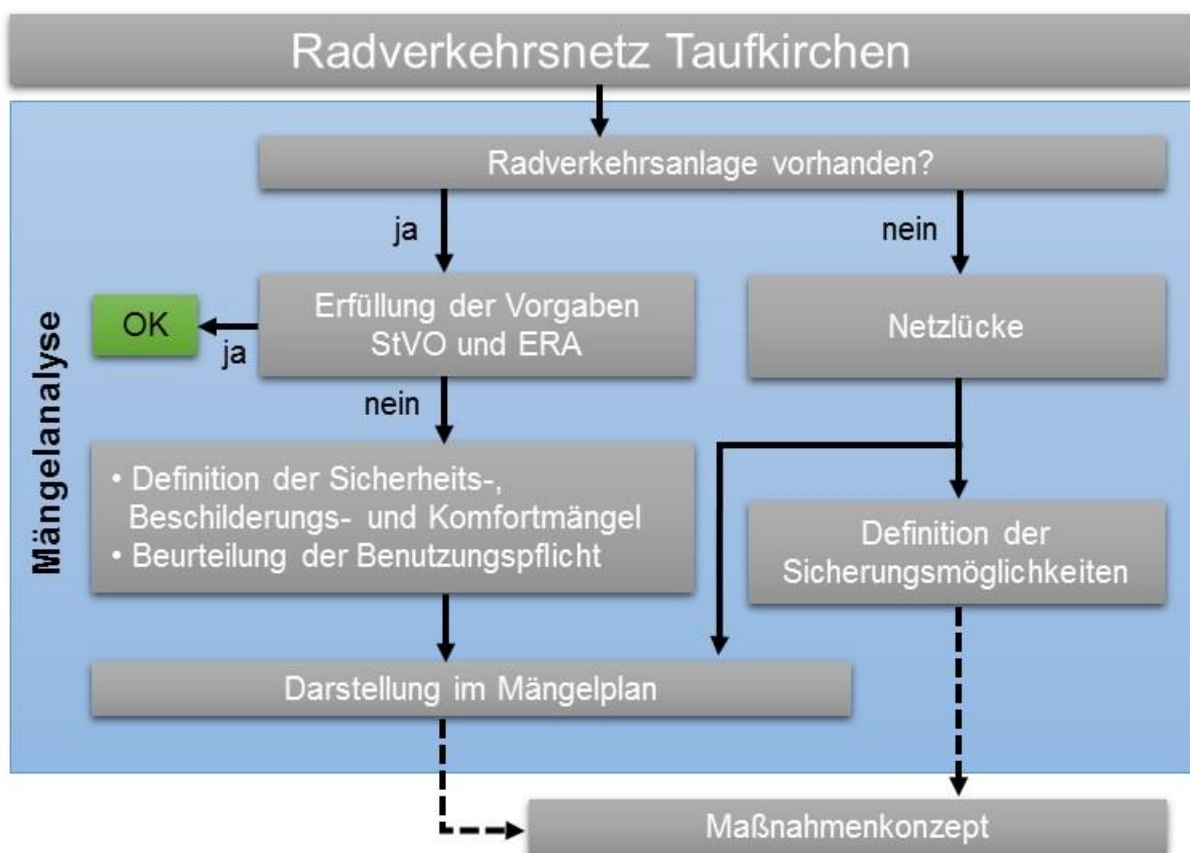 Radverkehrsnetz Taufkirchen
Radverkehrsanlage vorhanden?
ja
nein
Erfüllung der Vorgaben
StVO und ERA
Netzlücke
OK
ja
nein
Mängelanalyse
• Definition der Sicherheits-,
Beschilderungs- und Komfortmängel
• Beurteilung der Benutzungspflicht
Definition der
Sicherungsmöglichkeiten
Darstellung im Mängelplan
Maßnahmenkonzept